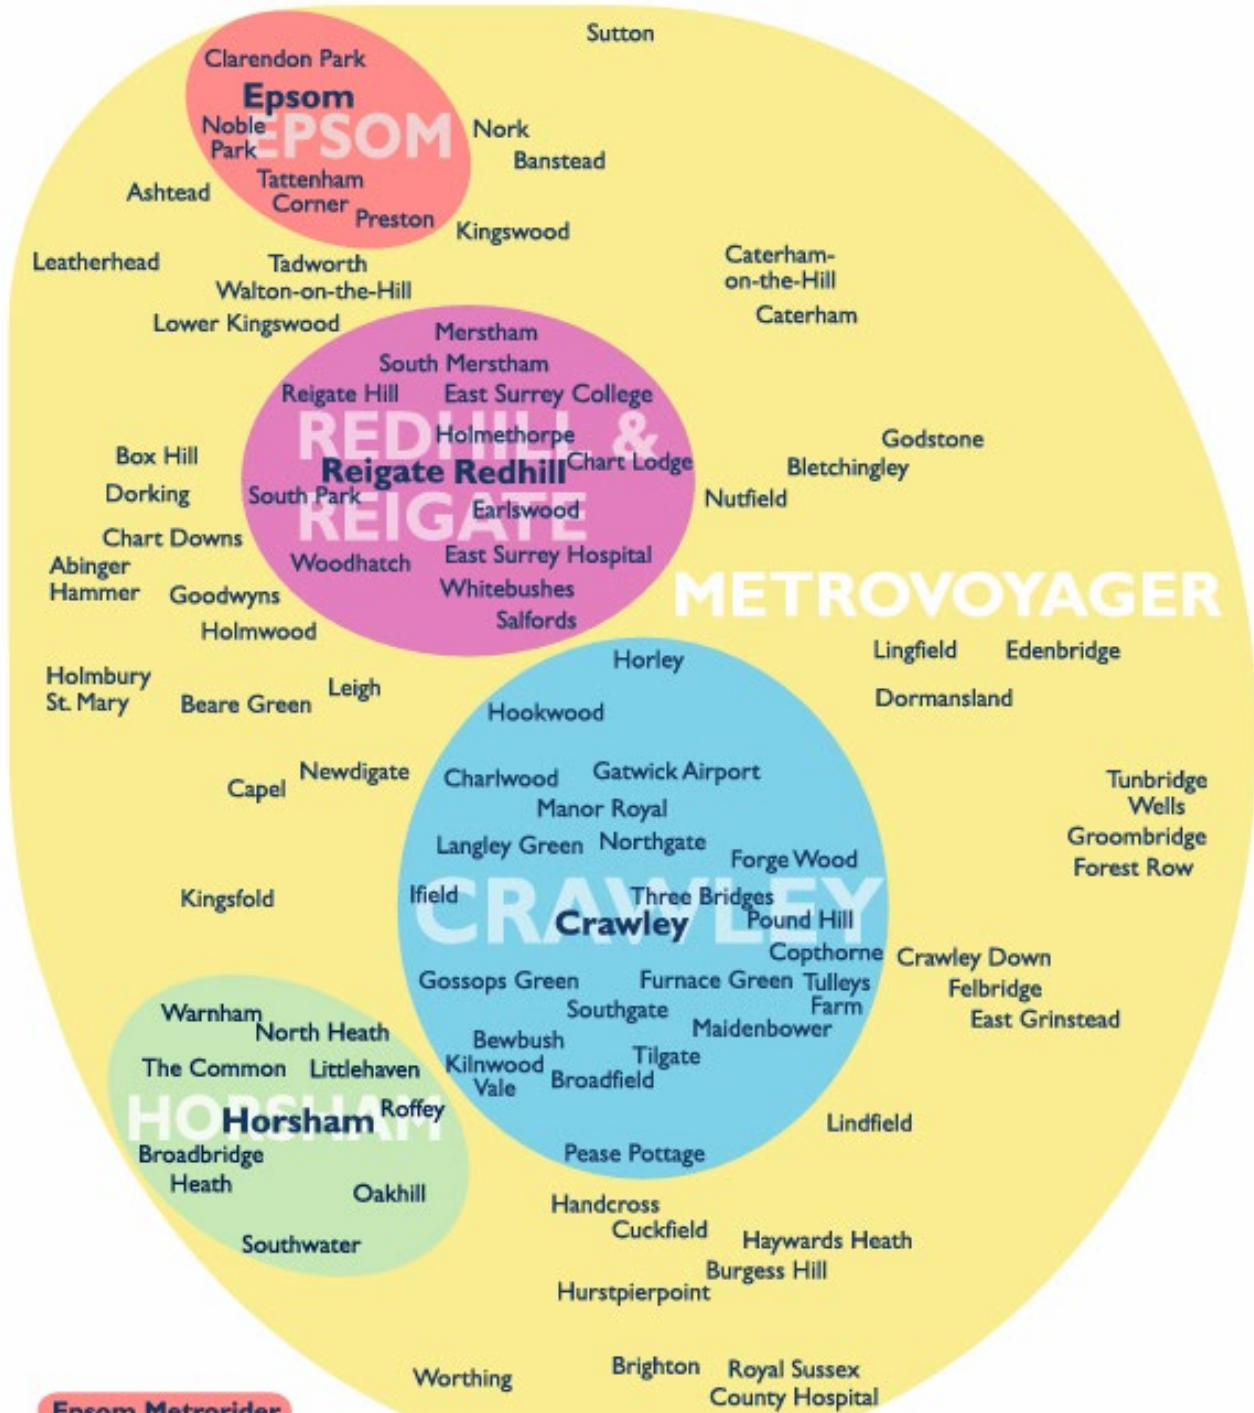 Sutton
Clarendon Park
Epsom
EPSOM
Noble
Park
Nork
Banstead
Tattenham
Corner
Ashtead
Preston
Kingswood
Leatherhead
Tadworth
Walton-on-the-Hill
Lower Kingswood
Caterham-
on-the-Hill
Caterham
Merstham
South Merstham
Reigate Hill
East Surrey College
REDHILL &
REIGATE
Holmethorpe
Reigate Redhill
Chart Lodge
South Park
Earlswood
Woodhatch
East Surrey Hospital
Whitebushes
Salfords
Godstone
Bletchingley
Nutfield
Box Hill
Dorking
Chart Downs
Abinger
Hammer
Goodwyns
Holmwood
METROVOYAGER
Lingfield
Edenbridge
Dormansland
Holmbury
St. Mary
Beare Green
Leigh
Horley
Hookwood
Newdigate
Capel
Charlwood
Gatwick Airport
Manor Royal
Langley Green
Northgate
Forge Wood
Tunbridge
Wells
Groombridge
Forest Row
Kingsfold
Ifield
Three Bridges
CRAWLEY
Crawley
Pound Hill
Copthorne
Crawley Down
Felbridge
East Grinstead
Gossops Green
Furnace Green
Tulleys
Farm
Southgate
Maidenbower
Bewbush
Tilgate
Kilnwood
Vale
Broadfield
Pease Pottage
Warnham
North Heath
The Common
Littlehaven
HORSHAM
Horsham
Roffey
Broadbridge
Heath
Oakhill
Southwater
Lindfield
Handcross
Cuckfield
Haywards Heath
Burgess Hill
Hurstpierpoint
Worthing
Brighton
Royal Sussex
County Hospital
Epsom Metrorider